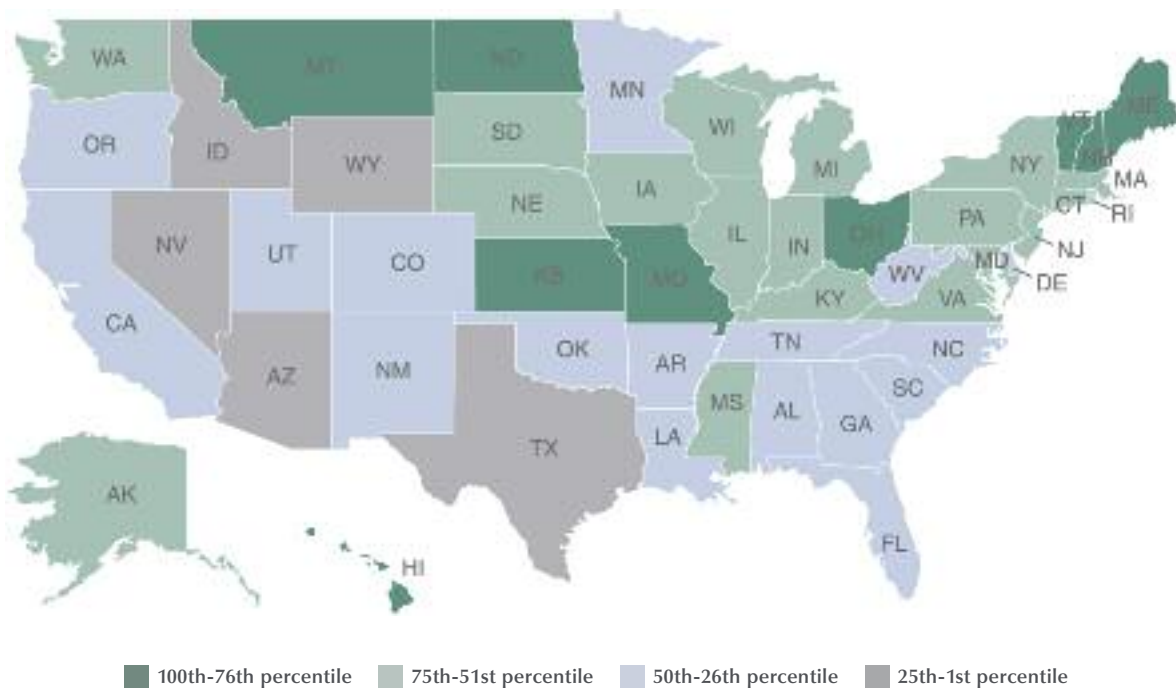 WA
MT
ND
MN
VT
ME
OR
ID
WY
SD
WI
MI
NY
NH
MA
CT
RI
NE
IA
PA
NJ
NV
UT
CO
KS
MO
IL
IN
OH
WV
MD
DE
VA
KY
CA
AZ
NM
OK
AR
TN
NC
SC
MS
AL
GA
LA
TX
FL
AK
HI
100th-76th percentile
75th-51st percentile
50th-26th percentile
25th-1st percentile